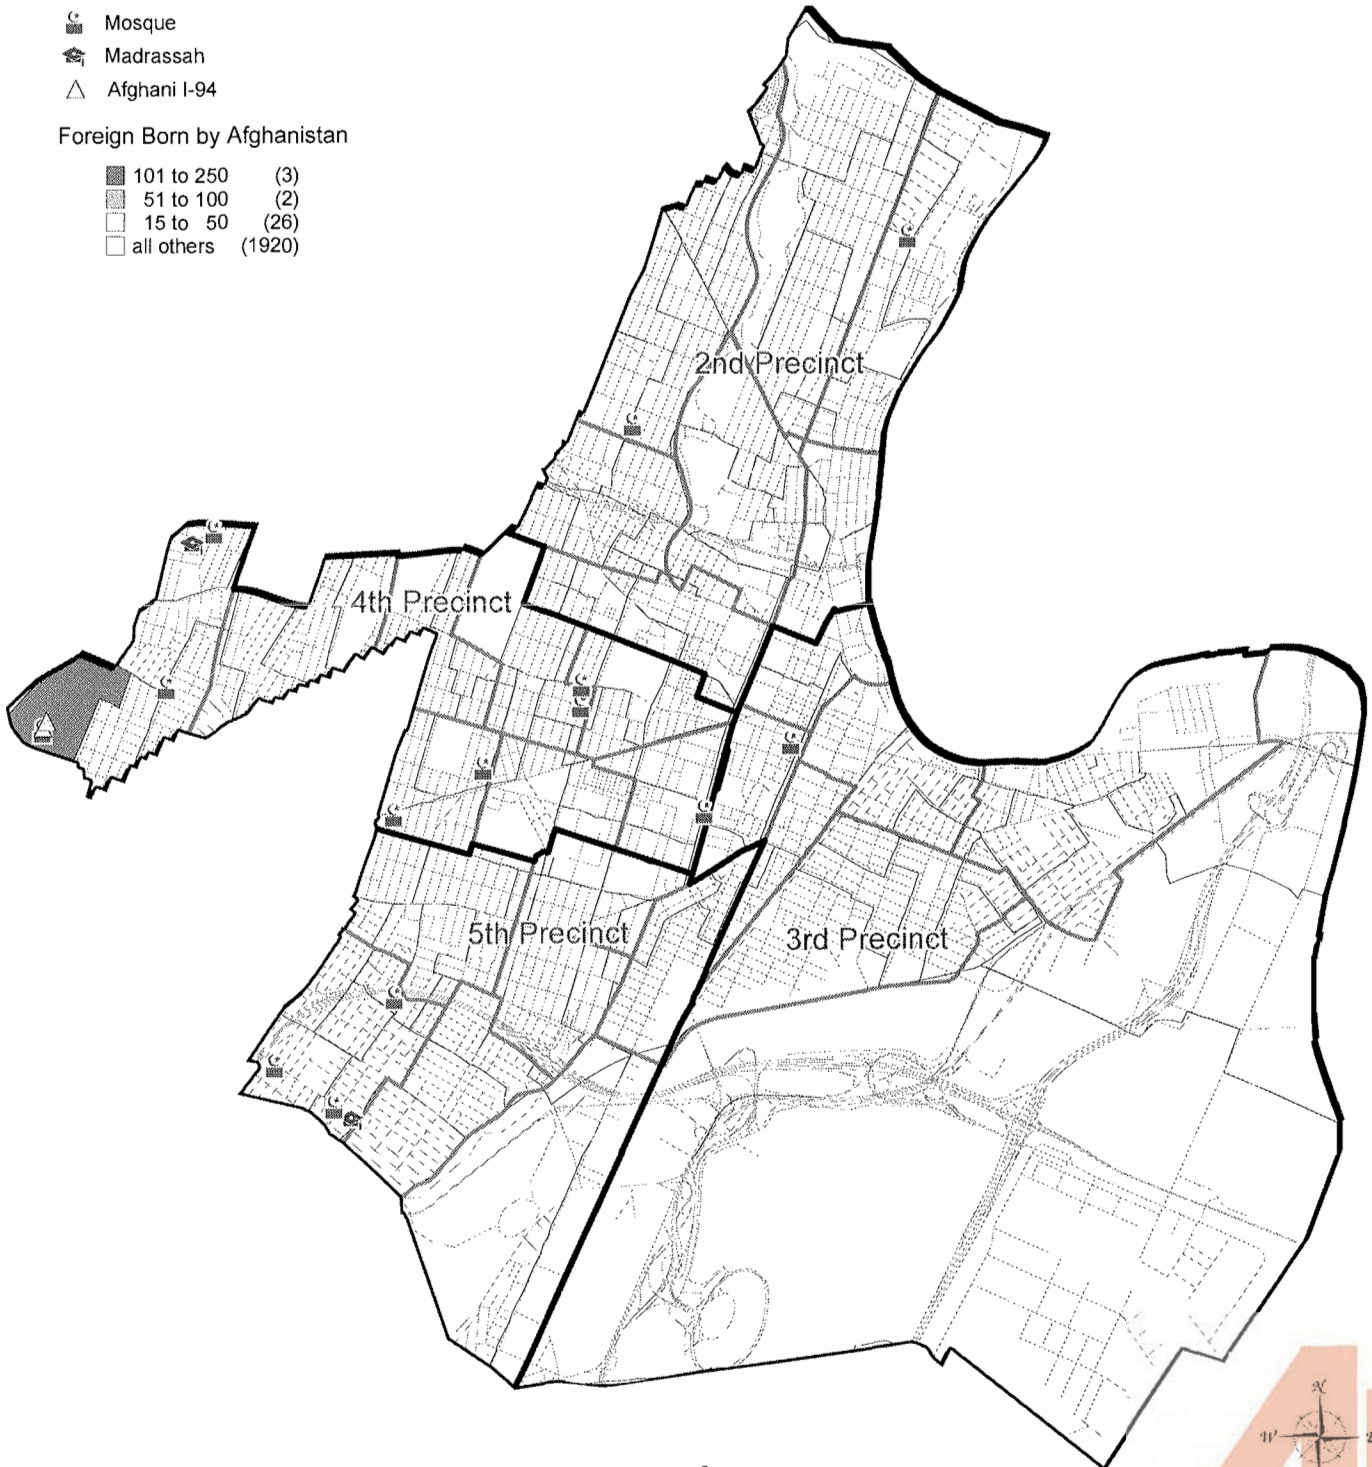 Mosque
Madrassah
Afghani I-94
Foreign Born by Afghanistan
101 to 250 (3)
51 to 100 (2)
15 to 50 (26)
all others (1920)
2nd Precinct
4th Precinct
5th Precinct
3rd Precinct
N
W